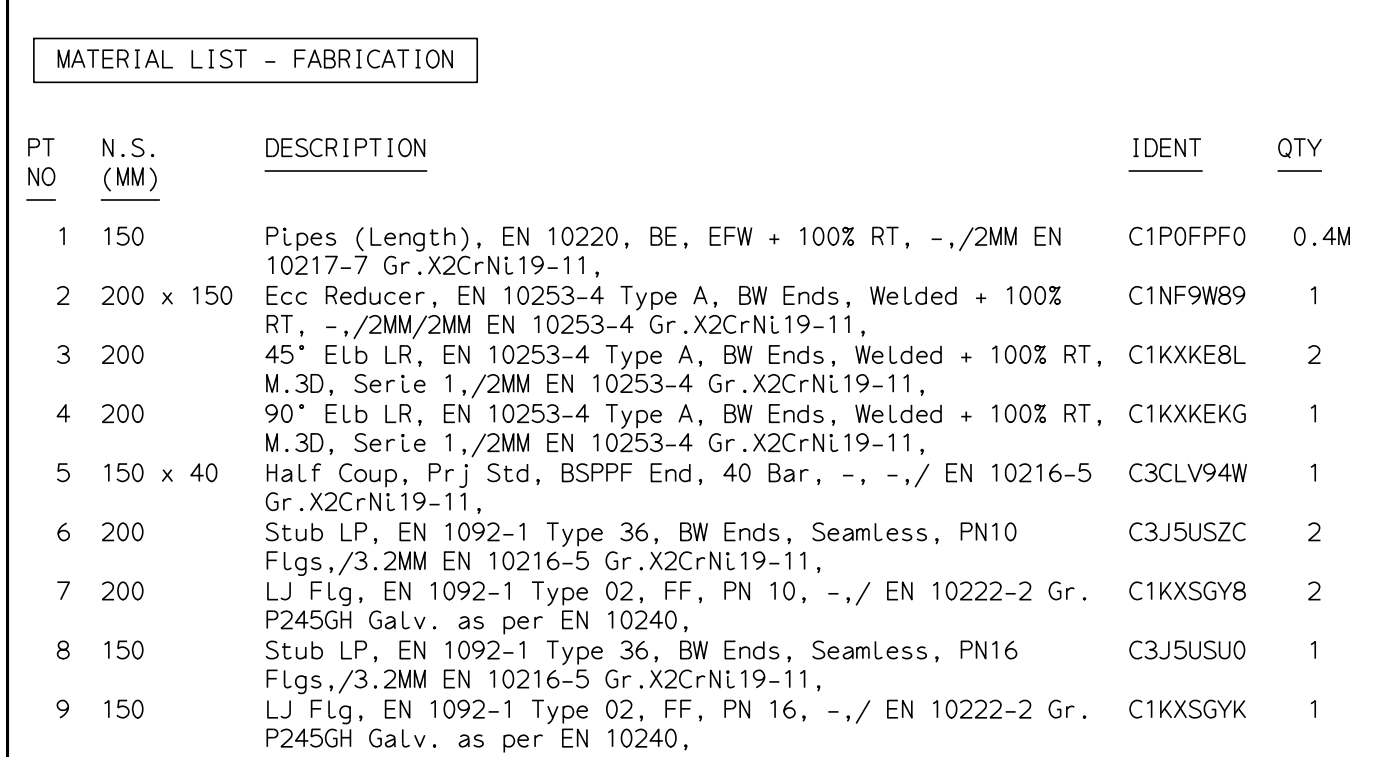 MATERIAL LIST - FABRICATION
PT N.S. DESCRIPTION IDENT QTY
NO (MM)
1 150 Pipes (Length), EN 10220, BE, EFW + 100% RT, -,/2MM EN C1P0FPF0 0.4M
10217-7 Gr.X2CrNi19-11,
2 200 x 150 Ecc Reducer, EN 10253-4 Type A, BW Ends, Welded + 100% C1NF9W89 1
RT, -,/2MM/2MM EN 10253-4 Gr.X2CrNi19-11,
3 200 45° Elb LR, EN 10253-4 Type A, BW Ends, Welded + 100% RT, C1KXKE8L 2
M.3D, Serie 1,/2MM EN 10253-4 Gr.X2CrNi19-11,
4 200 90° Elb LR, EN 10253-4 Type A, BW Ends, Welded + 100% RT, C1KXKEKG 1
M.3D, Serie 1,/2MM EN 10253-4 Gr.X2CrNi19-11,
5 150 x 40 Half Coup, Prj Std, BSPPF End, 40 Bar, -, -,/ EN 10216-5 C3CLV94W 1
Gr.X2CrNi19-11,
6 200 Stub LP, EN 1092-1 Type 36, BW Ends, Seamless, PN10 C3J5USZC 2
Flgs,/3.2MM EN 10216-5 Gr.X2CrNi19-11,
7 200 LJ Flg, EN 1092-1 Type 02, FF, PN 10, -,/ EN 10222-2 Gr. C1KXSGY8 2
P245GH Galv. as per EN 10240,
8 150 Stub LP, EN 1092-1 Type 36, BW Ends, Seamless, PN16 C3J5USU0 1
Flgs,/3.2MM EN 10216-5 Gr.X2CrNi19-11,
9 150 LJ Flg, EN 1092-1 Type 02, FF, PN 16, -,/ EN 10222-2 Gr. C1KXSGYK 1
P245GH Galv. as per EN 10240,